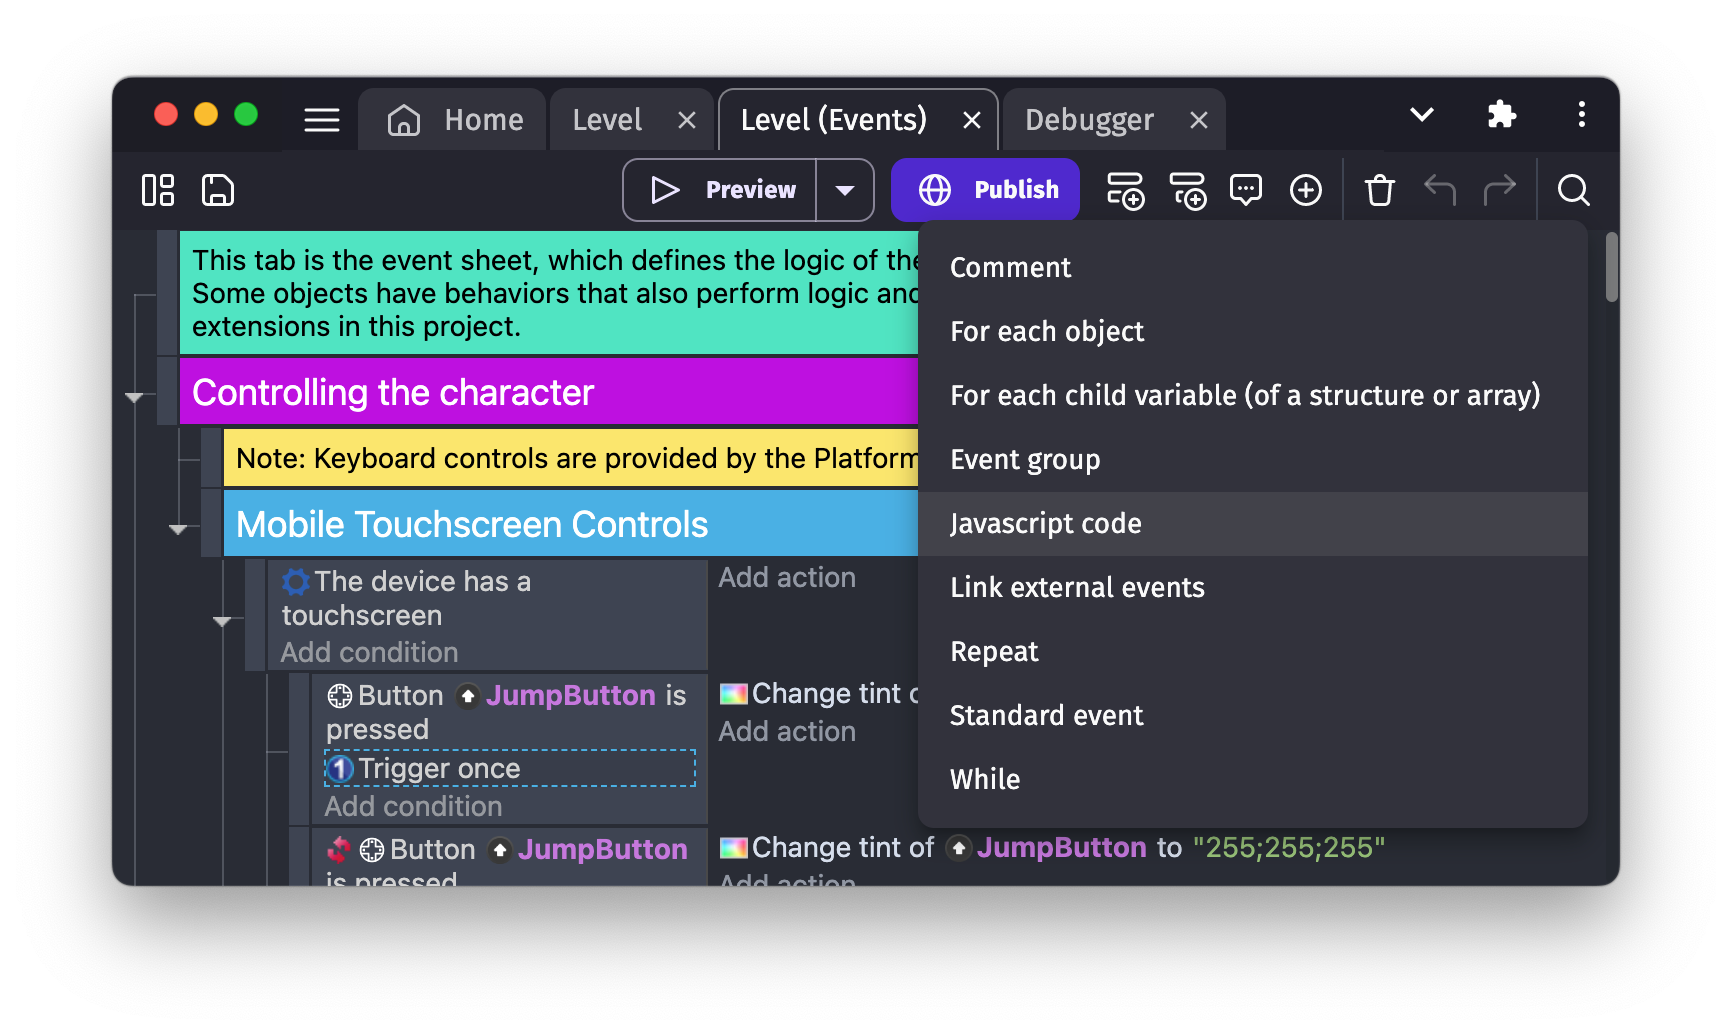 Home
Level
Level (Events)
Debugger
Preview
Publish
This tab is the event sheet, which defines the logic of the
Some objects have behaviors that also perform logic and
extensions in this project.
Controlling the character
Note: Keyboard controls are provided by the Platform
Mobile Touchscreen Controls
The device has a
touchscreen
Add condition
Add action
Button JumpButton is
pressed
1 Trigger once
Add condition
Change tint o
Add action
Button JumpButton
is pressed
Change tint of JumpButton to "255;255;255"
Add action
Comment
For each object
For each child variable (of a structure or array)
Event group
Javascript code
Link external events
Repeat
Standard event
While